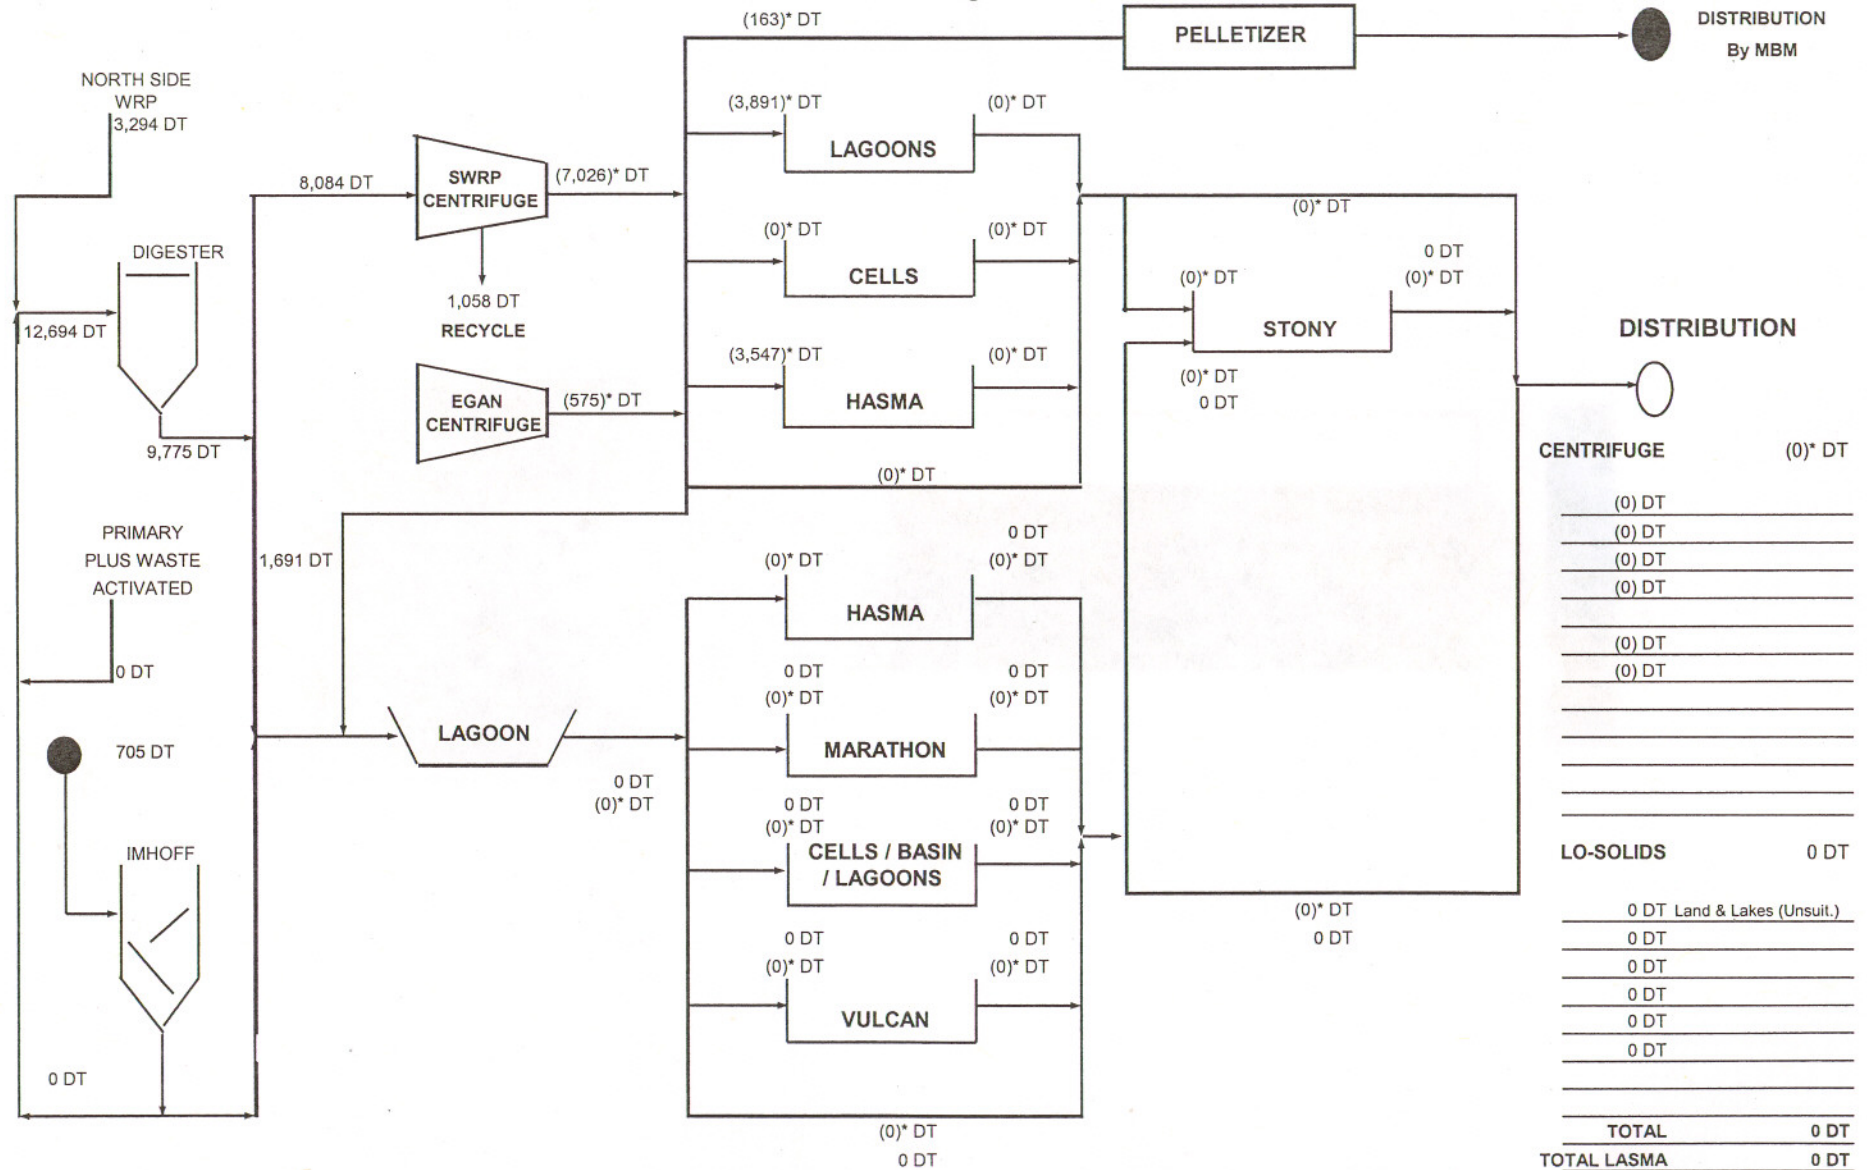 (163)* DT
PELLETIZER
DISTRIBUTION
By MBM
NORTH SIDE
WRP
3,294 DT
(3,891)* DT
(0)* DT
LAGOONS
8,084 DT
SWRP
CENTRIFUGE
(7,026)* DT
(0)* DT
DIGESTER
(0)* DT
(0)* DT
CELLS
0 DT
(0)* DT
(0)* DT
1,058 DT
RECYCLE
12,694 DT
STONY
DISTRIBUTION
(3,547)* DT
(0)* DT
HASMA
(0)* DT
0 DT
EGAN
CENTRIFUGE
(575)* DT
9,775 DT
(0)* DT
CENTRIFUGE (0)* DT
(0) DT
(0) DT
(0) DT
(0) DT
(0) DT
(0) DT
PRIMARY
PLUS WASTE
ACTIVATED
1,691 DT
0 DT
(0)* DT
(0)* DT
HASMA
0 DT
0 DT
0 DT
(0)* DT
(0)* DT
705 DT
LAGOON
MARATHON
0 DT
(0)* DT
0 DT
0 DT
(0)* DT
(0)* DT
IMHOFF
CELLS / BASIN
/ LAGOONS
LO-SOLIDS 0 DT
0 DT Land & Lakes (Unsuit.)
0 DT
0 DT
0 DT
0 DT
0 DT
(0)* DT
0 DT
0 DT
0 DT
(0)* DT
(0)* DT
VULCAN
0 DT
(0)* DT
0 DT
TOTAL 0 DT
TOTAL LASMA 0 DT